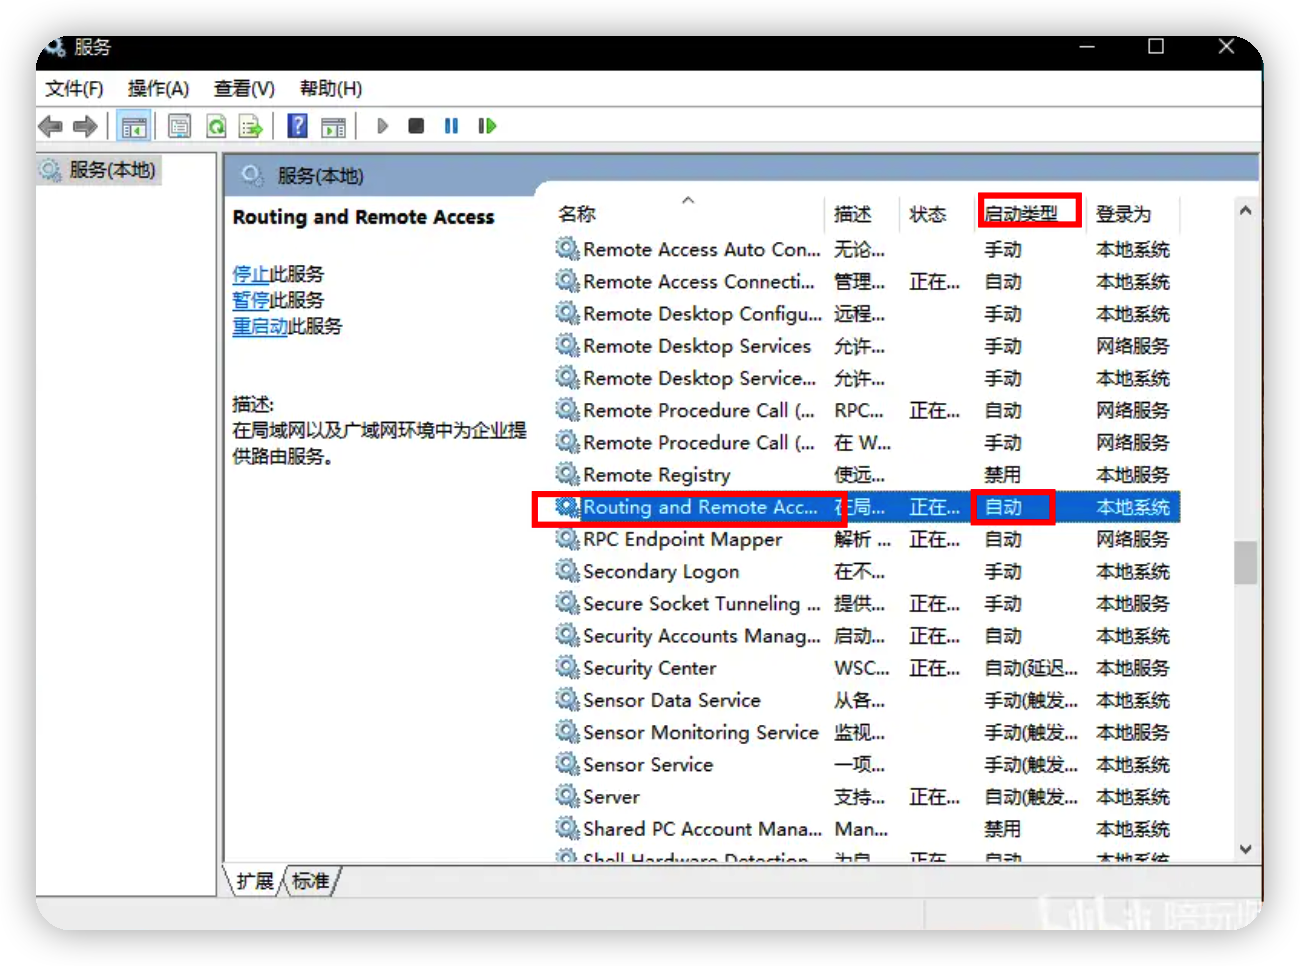 服务
文件(F) 操作(A) 查看(V) 帮助(H)
服务(本地)
服务(本地)
Routing and Remote Access
停止此服务
暂停此服务
重启动此服务
描述:
在局域网以及广域网环境中为企业提
供路由服务。
名称 描述 状态 启动类型 登录为
Remote Access Auto Con... 无论... 手动 本地系统
Remote Access Connecti... 管理... 正在... 自动 本地系统
Remote Desktop Configu... 远程... 手动 本地系统
Remote Desktop Services 允许... 手动 网络服务
Remote Desktop Service... 允许... 手动 本地系统
Remote Procedure Call (... RPC... 正在... 自动 网络服务
Remote Procedure Call (... 在 W... 手动 网络服务
Remote Registry 使远... 禁用 本地服务
Routing and Remote Acc... 在局... 正在... 自动 本地系统
RPC Endpoint Mapper 解析 ... 正在... 自动 网络服务
Secondary Logon 在不... 手动 本地系统
Secure Socket Tunneling ... 提供... 正在... 手动 本地服务
Security Accounts Manag... 启动... 正在... 自动 本地系统
Security Center WSC... 正在... 自动(延迟... 本地服务
Sensor Data Service 从各... 手动(触发... 本地系统
Sensor Monitoring Service 监视... 手动(触发... 本地服务
Sensor Service 一项... 手动(触发... 本地系统
Server 支持... 正在... 自动(触发... 本地系统
Shared PC Account Mana... Man... 禁用 本地系统
Shell Hardware Detection 为自 正在 自动 本地系统
扩展 标准